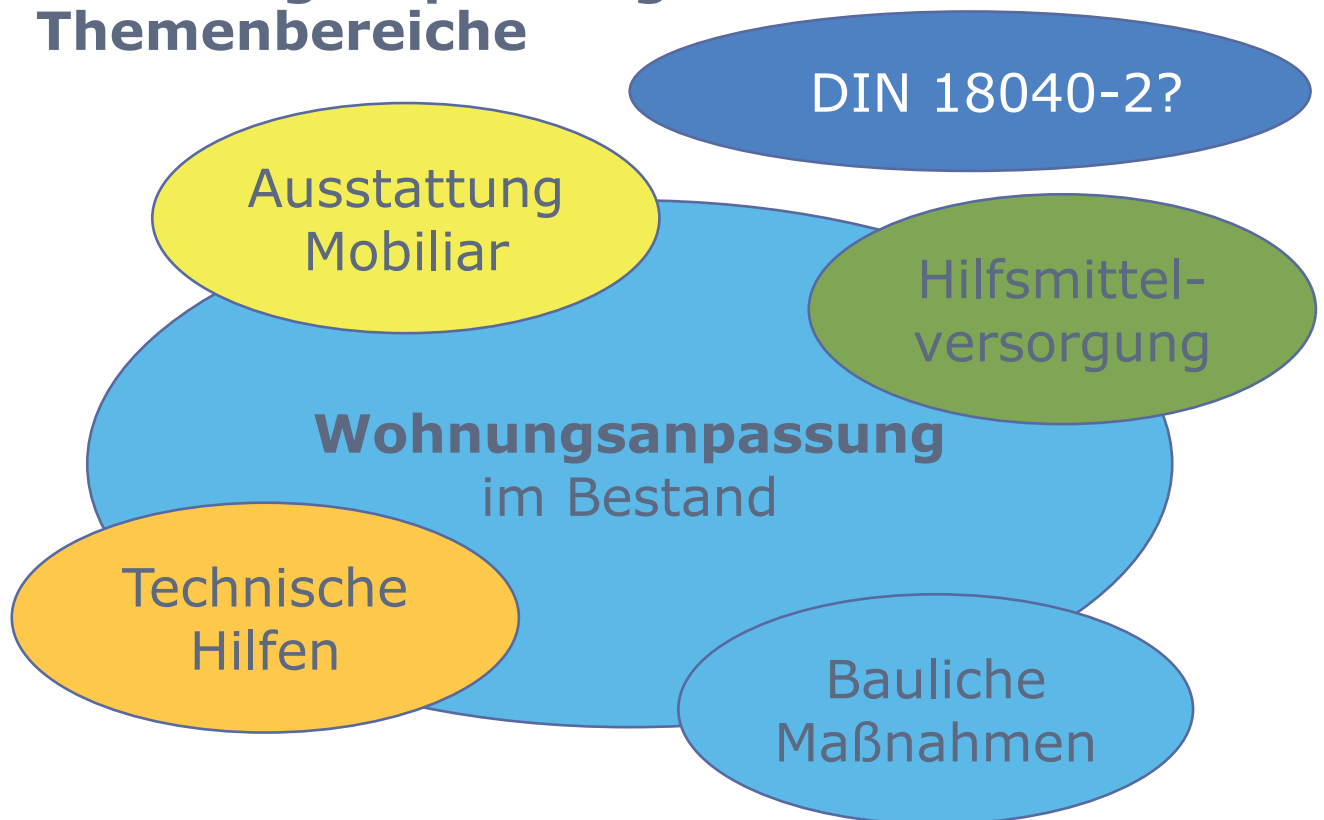 Themenbereiche
DIN 18040-2?
Ausstattung
Mobiliar
Hilfsmittel-
versorgung
Wohnungsanpassung
im Bestand
Technische
Hilfen
Bauliche
Maßnahmen